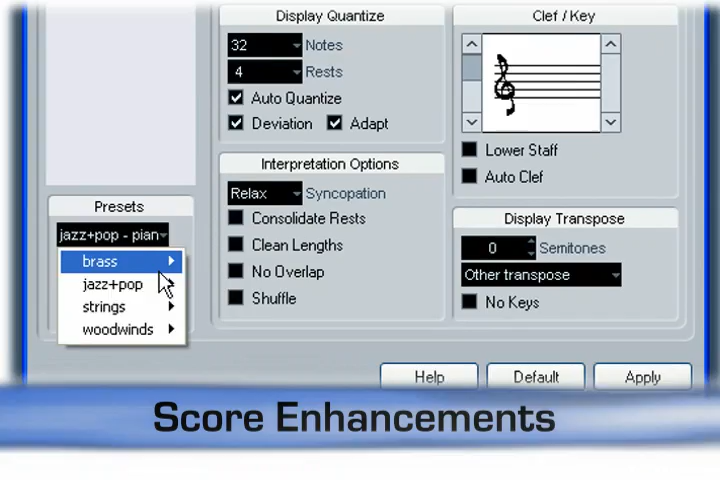 Display Quantize
32 Notes
4 Rests
Auto Quantize
Deviation Adapt
Interpretation Options
Relax Syncopation
Consolidate Rests
Clean Lengths
No Overlap
Shuffle
Clef / Key
Lower Staff
Auto Clef
Display Transpose
0 Semitones
Other transpose
No Keys
Presets
jazz+pop - pian
brass
jazz+pop
strings
woodwinds
Help Default Apply
Score Enhancements